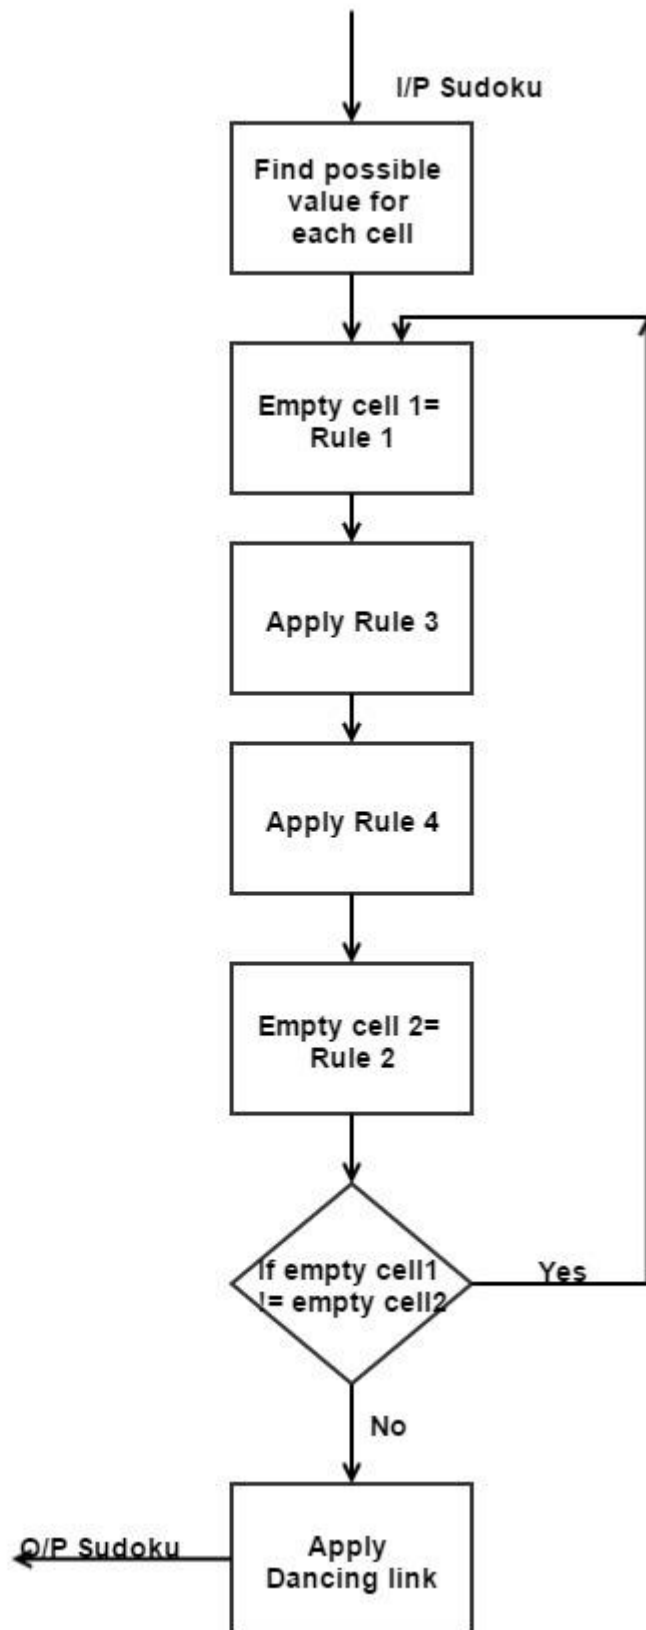 I/P Sudoku
Find possible
value for
each cell
Empty cell 1=
Rule 1
Apply Rule 3
Apply Rule 4
Empty cell 2=
Rule 2
If empty cell1
!= empty cell2
Yes
No
O/P Sudoku
Apply
Dancing link